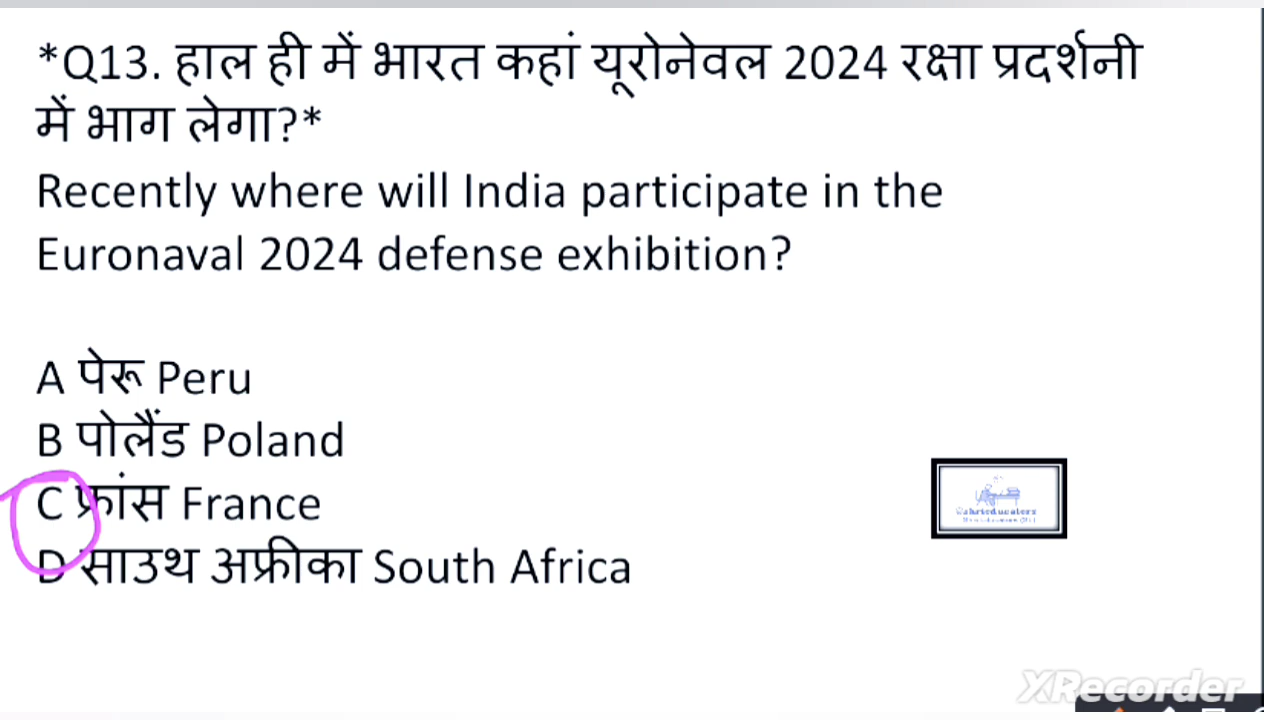 *Q13. हाल ही में भारत कहां यूरोनेवल 2024 रक्षा प्रदर्शनी
में भाग लेगा?*
Recently where will India participate in the
Euronaval 2024 defense exhibition?
A पेरू Peru
B पोलैंड Poland
C फ्रांस France
D साउथ अफ्रीका South Africa
XRecorder